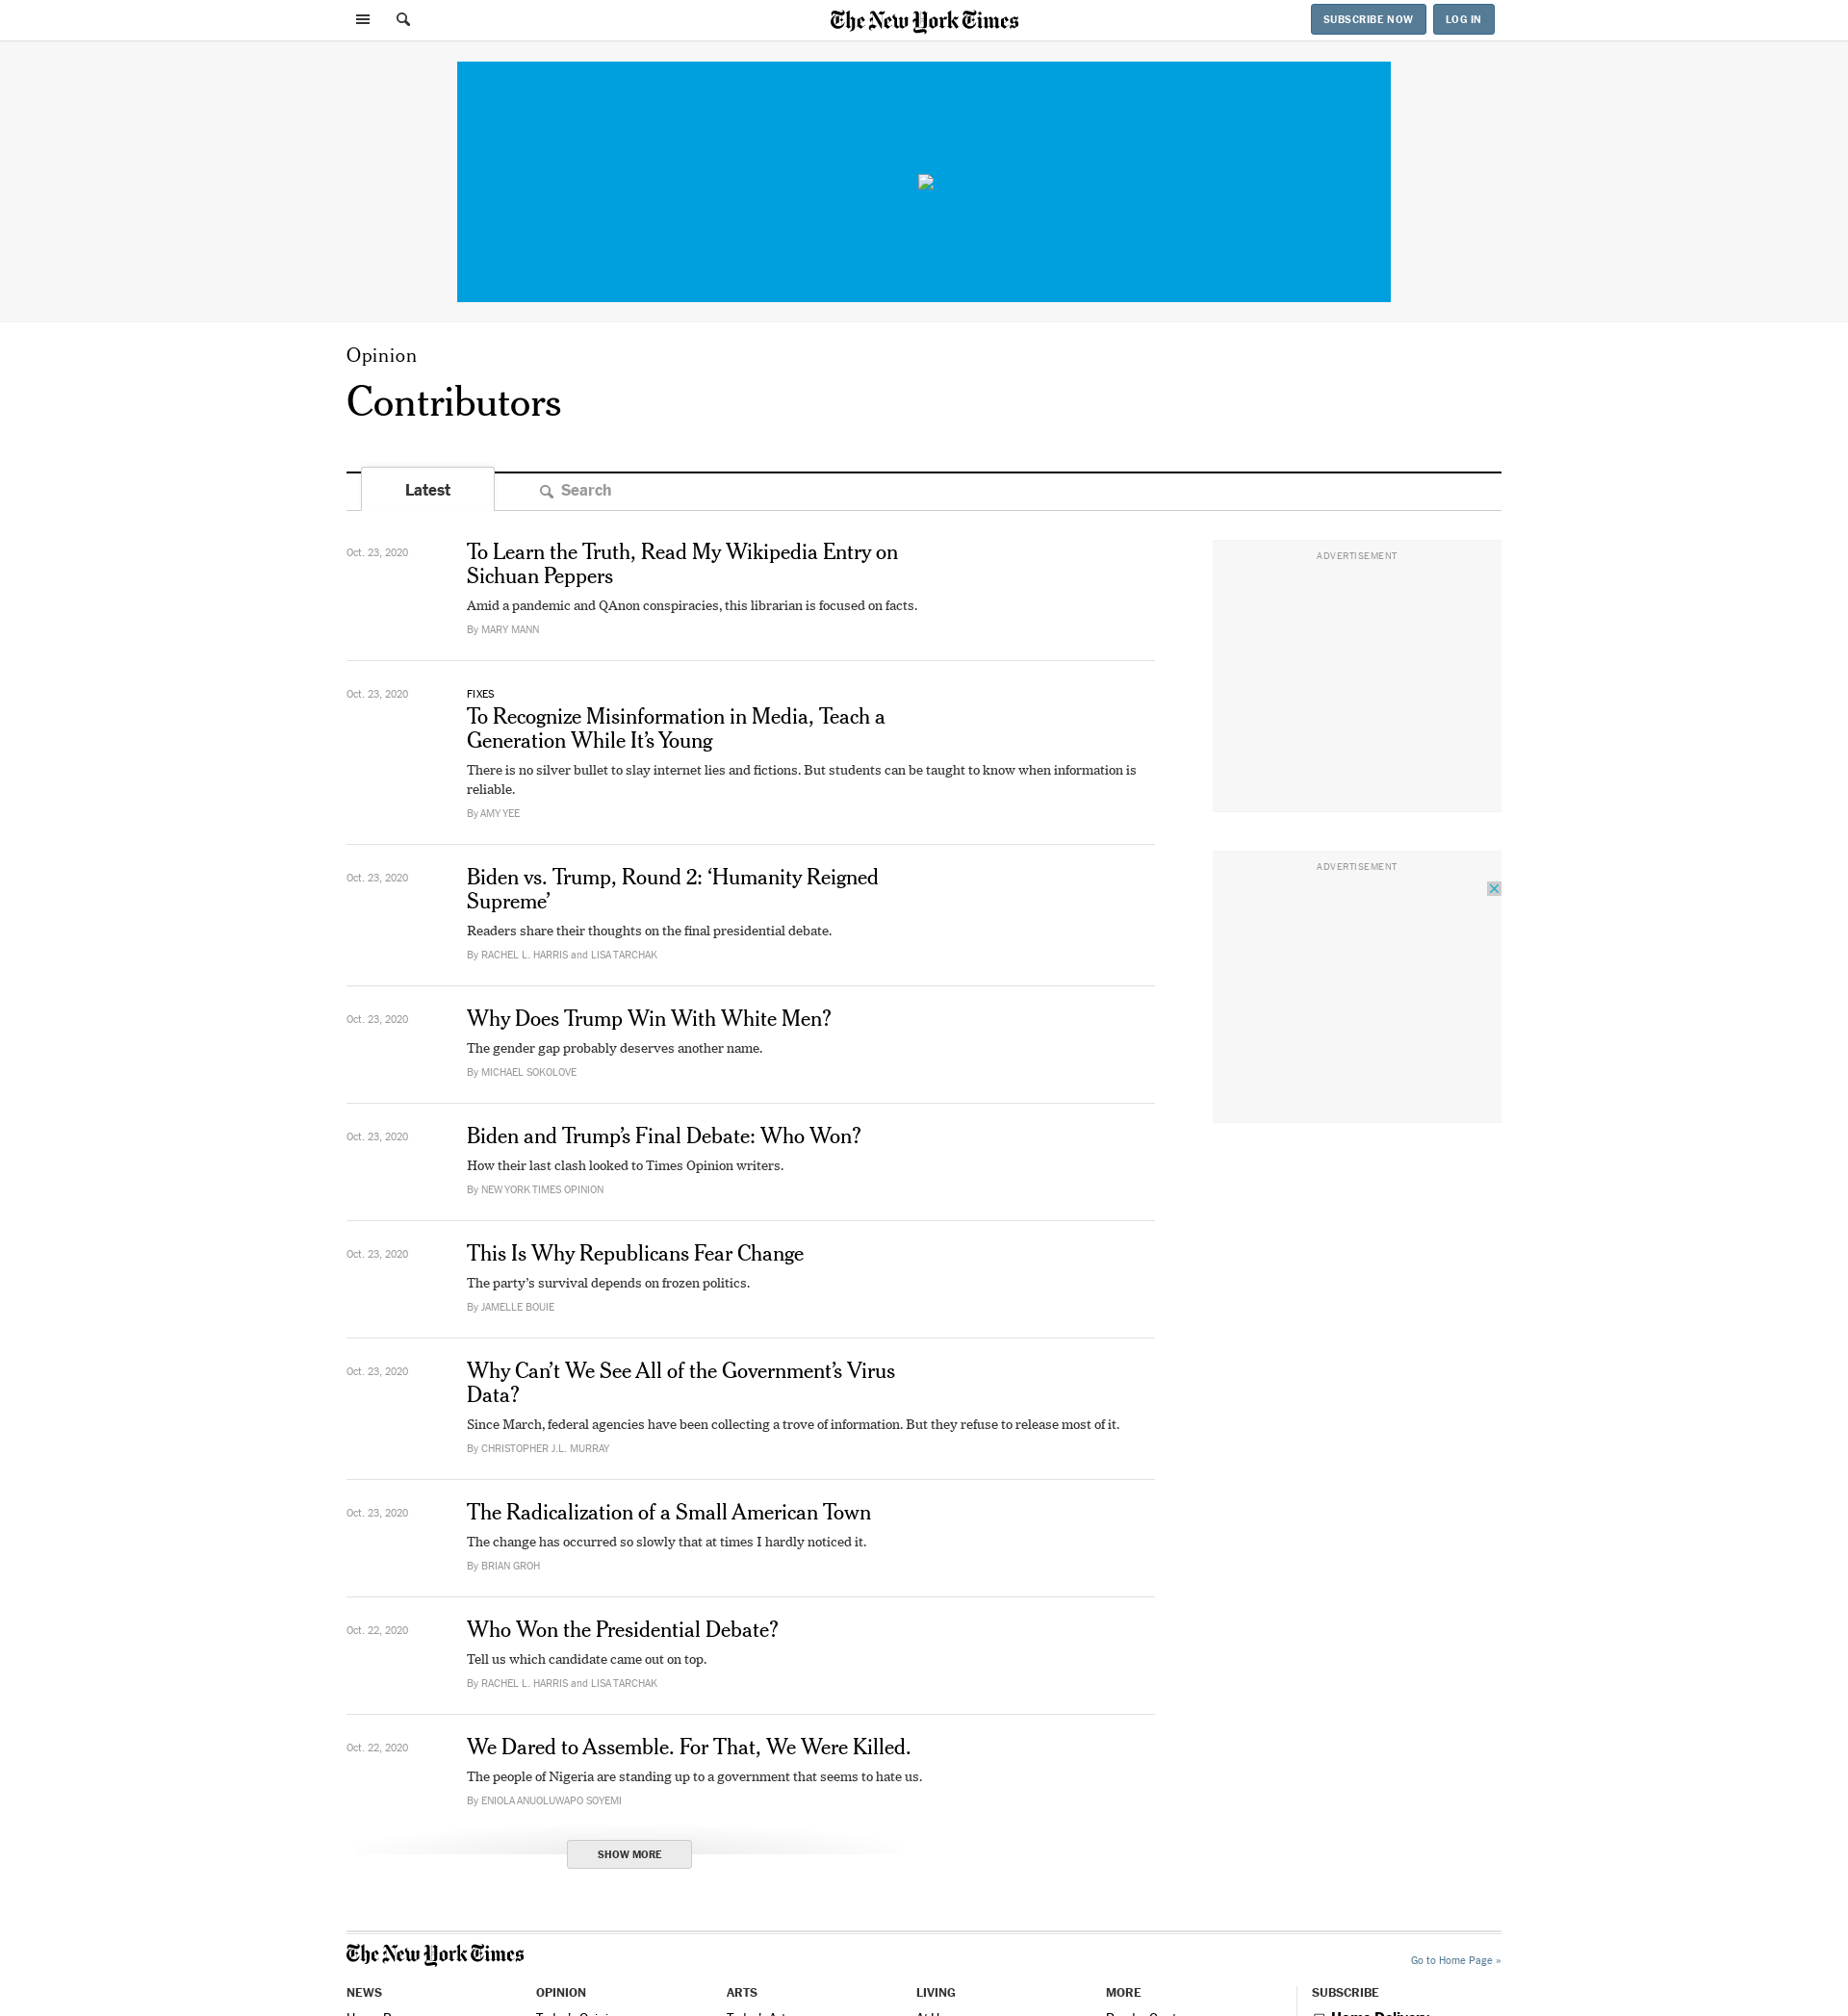 The New York Times
SUBSCRIBE NOW
LOG IN
Opinion
Contributors
Latest
Search
Oct. 23, 2020
To Learn the Truth, Read My Wikipedia Entry on
Sichuan Peppers
Amid a pandemic and QAnon conspiracies, this librarian is focused on facts.
By MARY MANN
ADVERTISEMENT
Oct. 23, 2020
FIXES
To Recognize Misinformation in Media, Teach a
Generation While It’s Young
There is no silver bullet to slay internet lies and fictions. But students can be taught to know when information is
reliable.
By AMY YEE
ADVERTISEMENT
Oct. 23, 2020
Biden vs. Trump, Round 2: ‘Humanity Reigned
Supreme’
Readers share their thoughts on the final presidential debate.
By RACHEL L. HARRIS and LISA TARCHAK
Oct. 23, 2020
Why Does Trump Win With White Men?
The gender gap probably deserves another name.
By MICHAEL SOKOLOVE
Oct. 23, 2020
Biden and Trump’s Final Debate: Who Won?
How their last clash looked to Times Opinion writers.
By NEW YORK TIMES OPINION
Oct. 23, 2020
This Is Why Republicans Fear Change
The party’s survival depends on frozen politics.
By JAMELLE BOUIE
Oct. 23, 2020
Why Can’t We See All of the Government’s Virus
Data?
Since March, federal agencies have been collecting a trove of information. But they refuse to release most of it.
By CHRISTOPHER J.L. MURRAY
Oct. 23, 2020
The Radicalization of a Small American Town
The change has occurred so slowly that at times I hardly noticed it.
By BRIAN GROH
Oct. 22, 2020
Who Won the Presidential Debate?
Tell us which candidate came out on top.
By RACHEL L. HARRIS and LISA TARCHAK
Oct. 22, 2020
We Dared to Assemble. For That, We Were Killed.
The people of Nigeria are standing up to a government that seems to hate us.
By ENIOLA ANUOLUWAPO SOYEMI
SHOW MORE
The New York Times
Go to Home Page »
NEWS
OPINION
ARTS
LIVING
MORE
SUBSCRIBE
Home Delivery